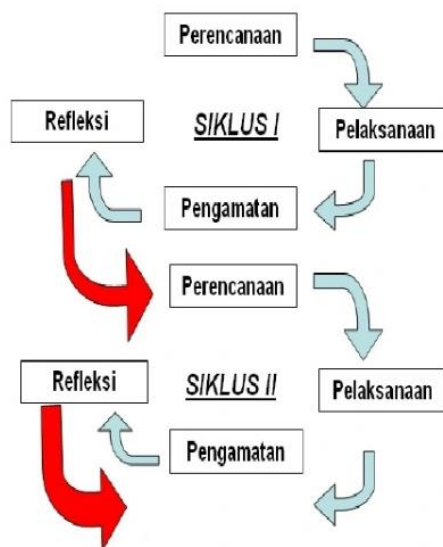 Perencanaan
Refleksi
SIKLUS I
Pelaksanaan
Pengamatan
Perencanaan
Refleksi
SIKLUS II
Pelaksanaan
Pengamatan